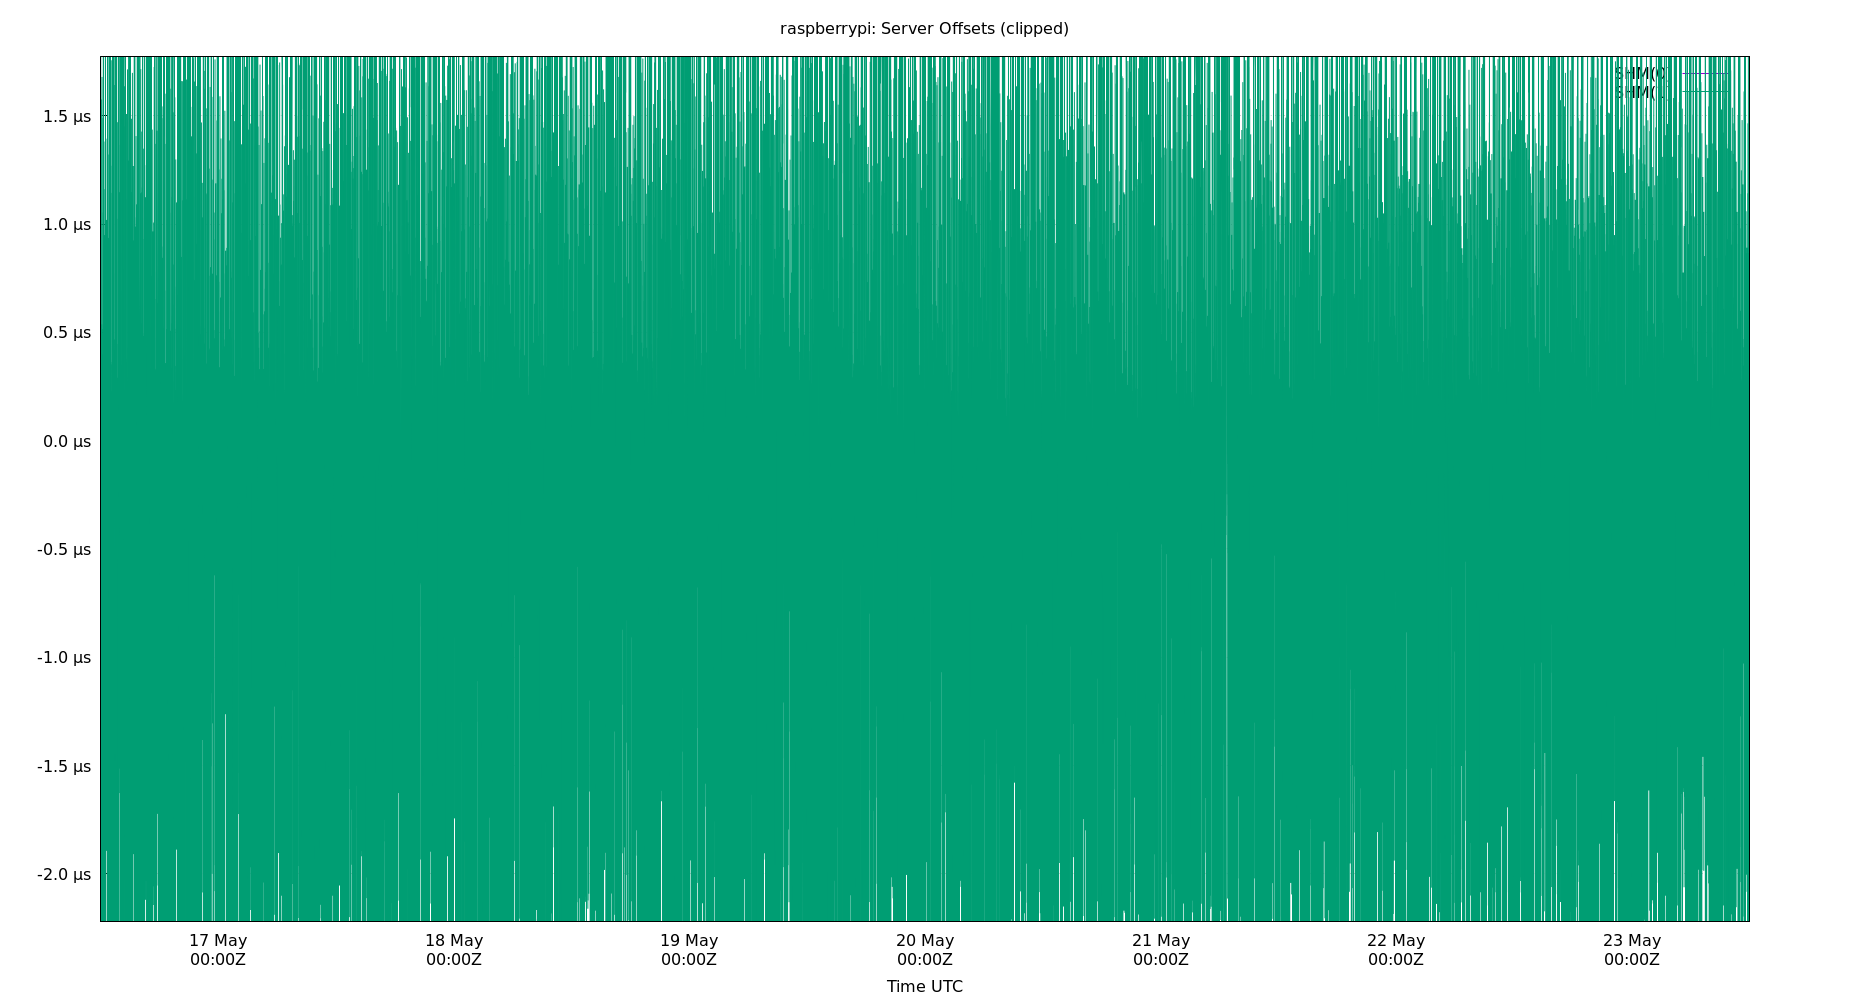 raspberrypi: Server Offsets (clipped)
1.5 µs
1.0 µs
0.5 µs
0.0 µs
-0.5 µs
-1.0 µs
-1.5 µs
-2.0 µs
17 May 18 May 19 May 20 May 21 May 22 May 23 May
00:00Z 00:00Z 00:00Z 00:00Z 00:00Z 00:00Z 00:00Z
Time UTC